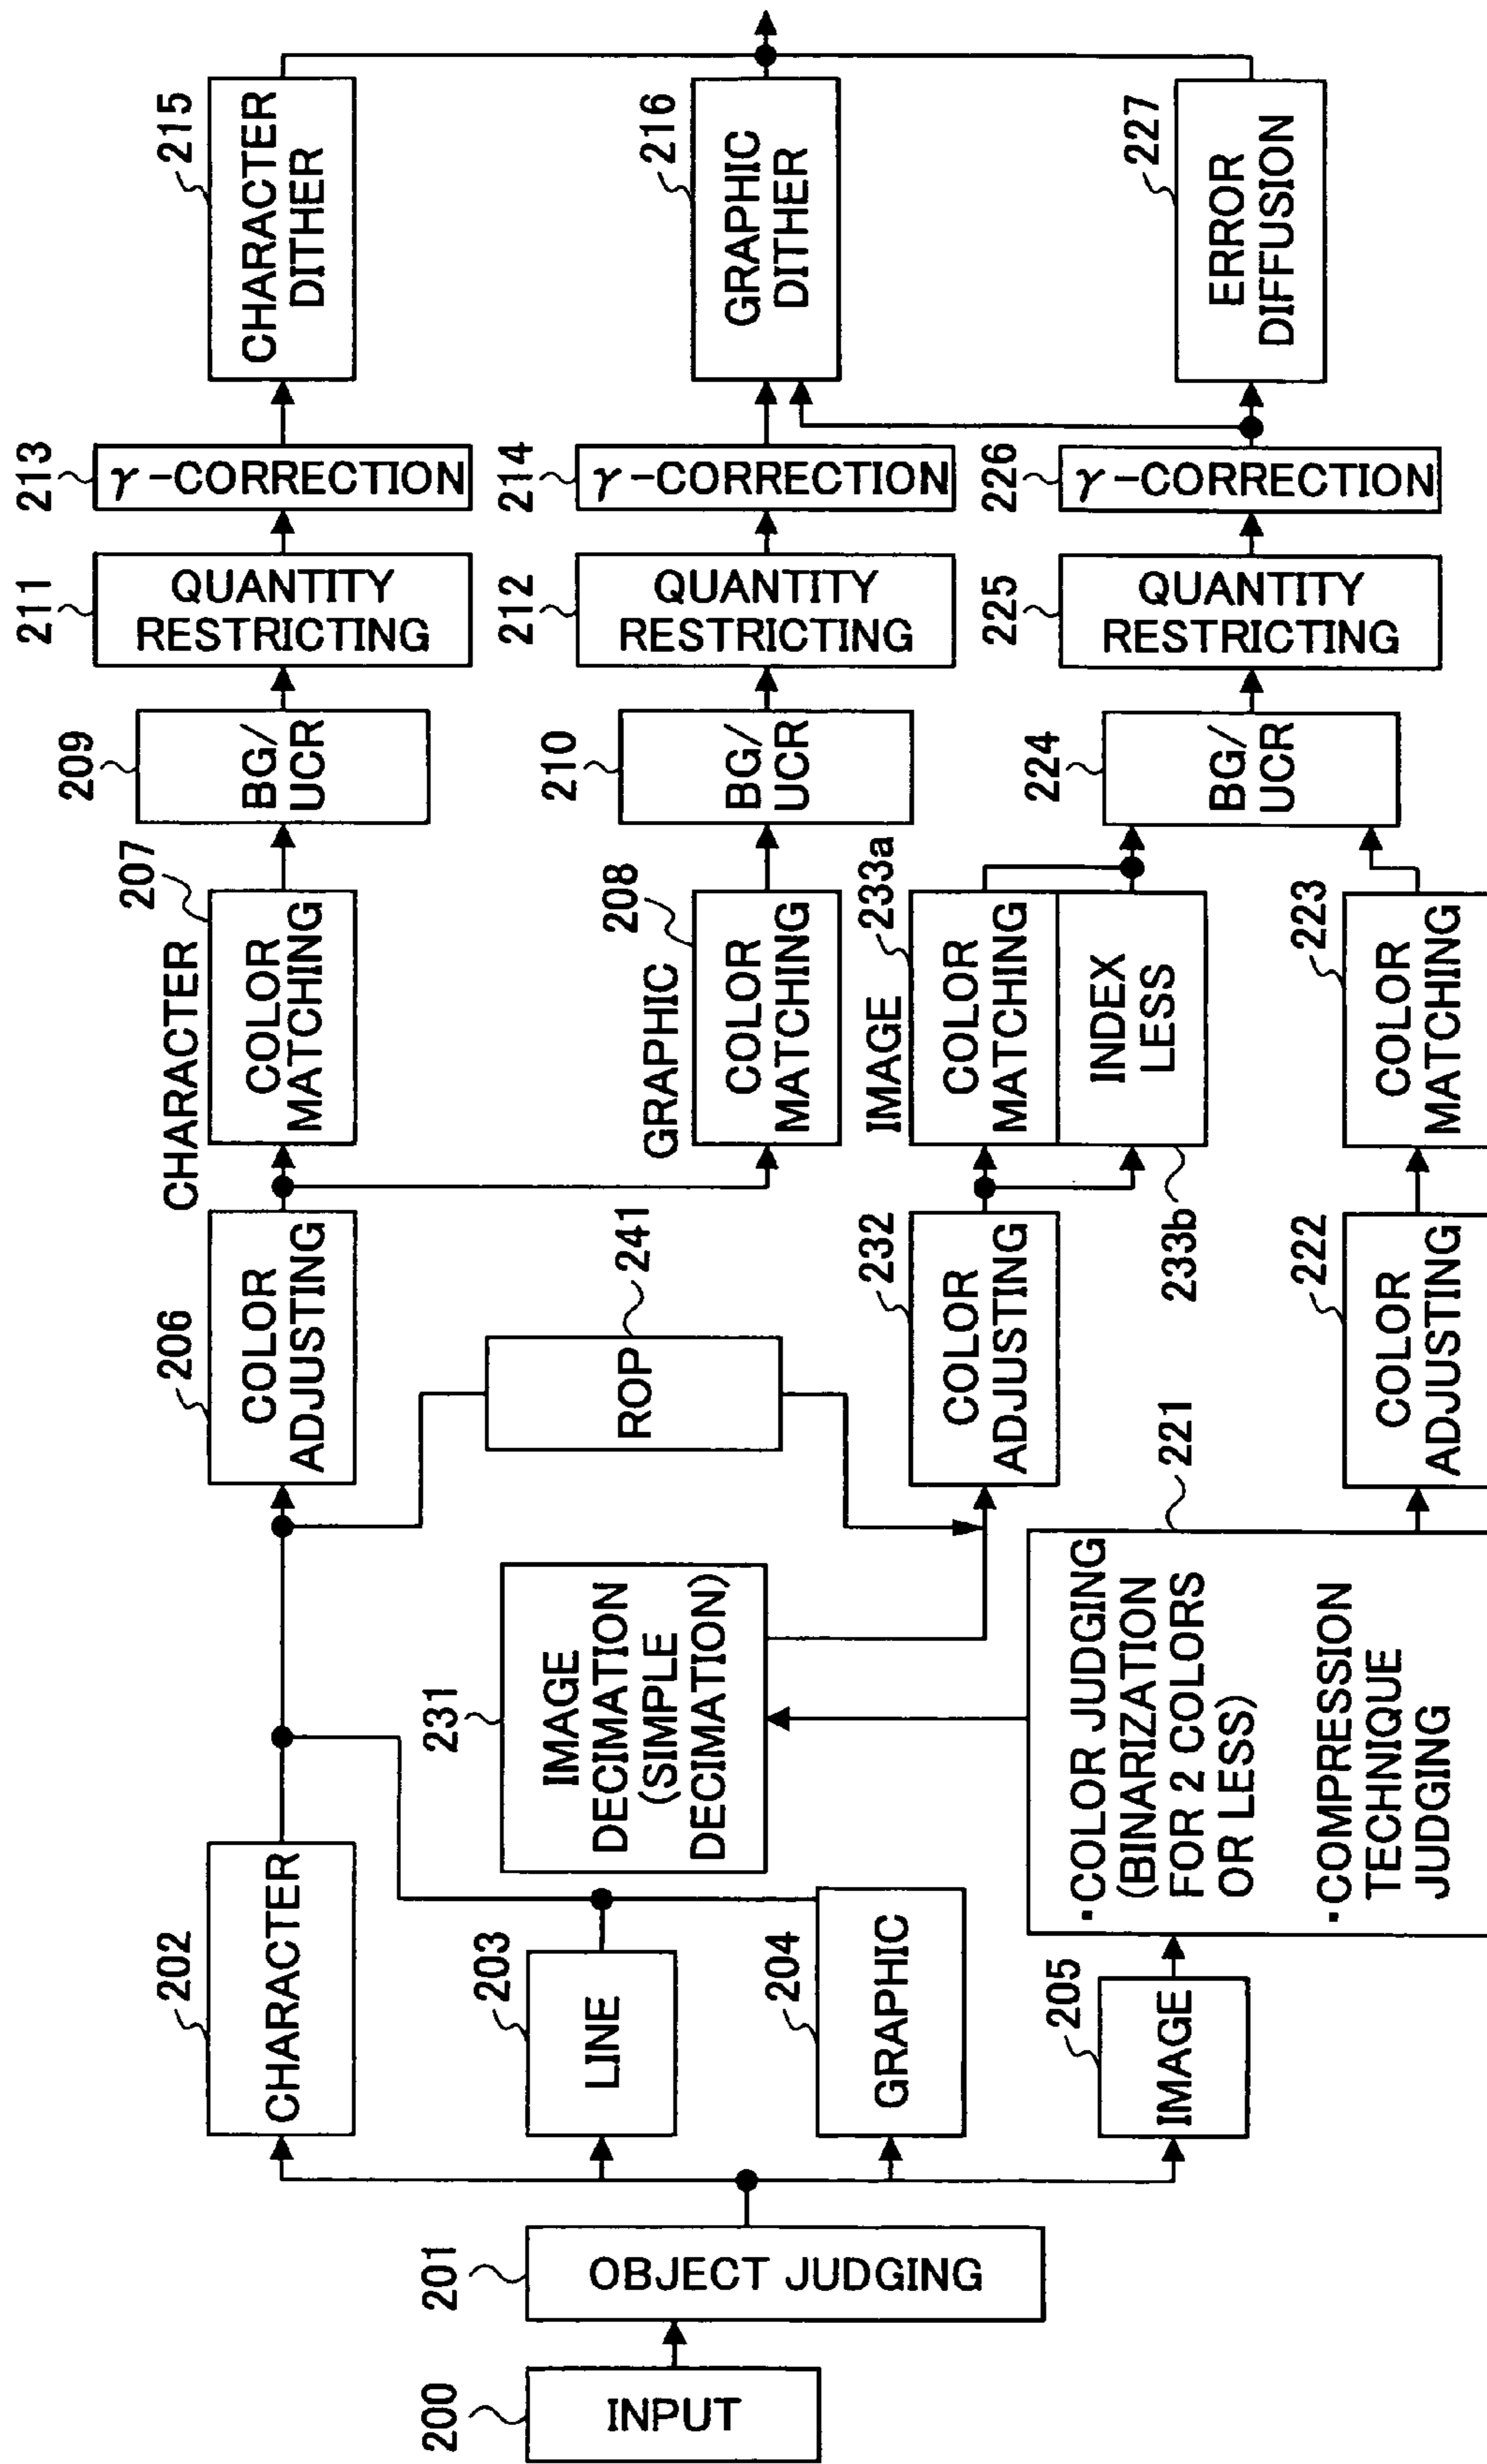 200
INPUT
201
OBJECT JUDGING
202
CHARACTER
203
LINE
204
GRAPHIC
205
IMAGE
231
IMAGE
DECIMATION
(SIMPLE
DECIMATION)
221
・COLOR JUDGING
(BINARIZATION
FOR 2 COLORS
OR LESS)
・COMPRESSION
TECHNIQUE
JUDGING
206
COLOR
ADJUSTING
241
ROP
232
COLOR
ADJUSTING
222
COLOR
ADJUSTING
CHARACTER
207
COLOR
MATCHING
GRAPHIC
208
COLOR
MATCHING
IMAGE
233a
COLOR
MATCHING
INDEX
LESS
233b
223
COLOR
MATCHING
209
BG/
UCR
210
BG/
UCR
224
BG/
UCR
211
QUANTITY
RESTRICTING
212
QUANTITY
RESTRICTING
225
QUANTITY
RESTRICTING
213
γ-CORRECTION
214
γ-CORRECTION
226
γ-CORRECTION
215
CHARACTER
DITHER
216
GRAPHIC
DITHER
227
ERROR
DIFFUSION